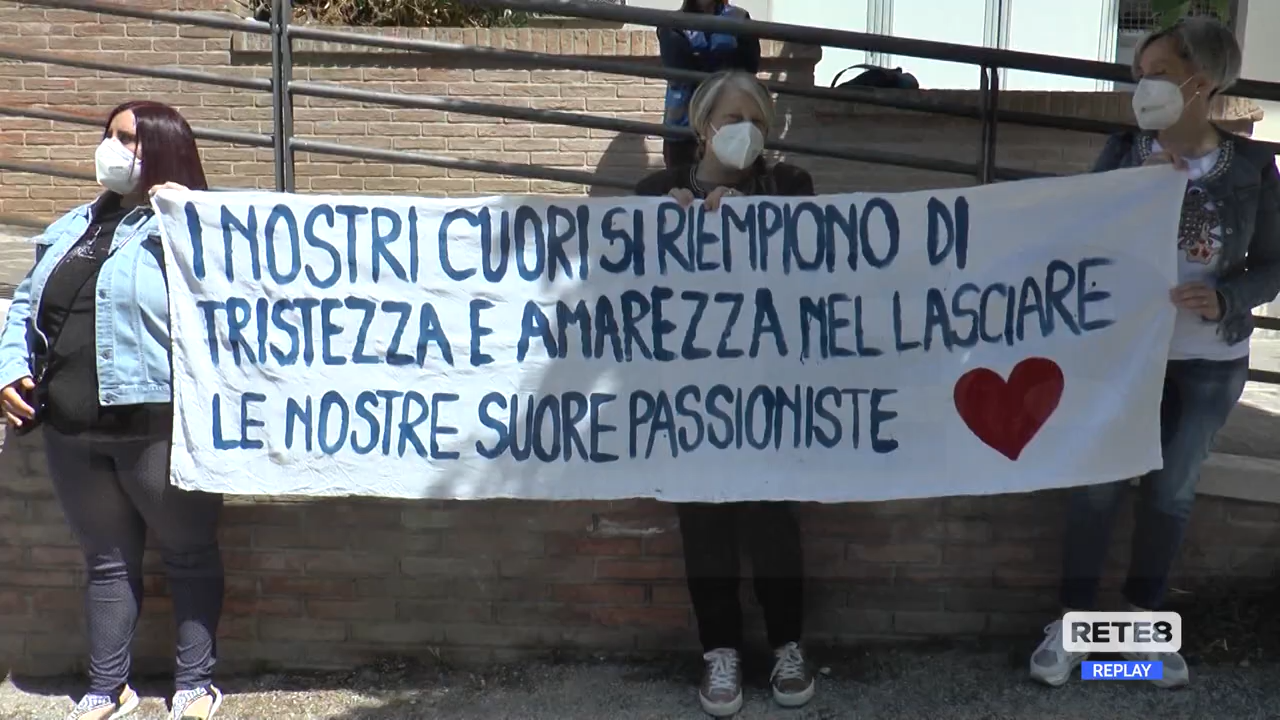 I NOSTRI CUORI SI RIEMPIONO DI
TRISTEZZA E AMAREZZA NEL LASCIARE
LE NOSTRE SUORE PASSIONISTE
RETE8
REPLAY